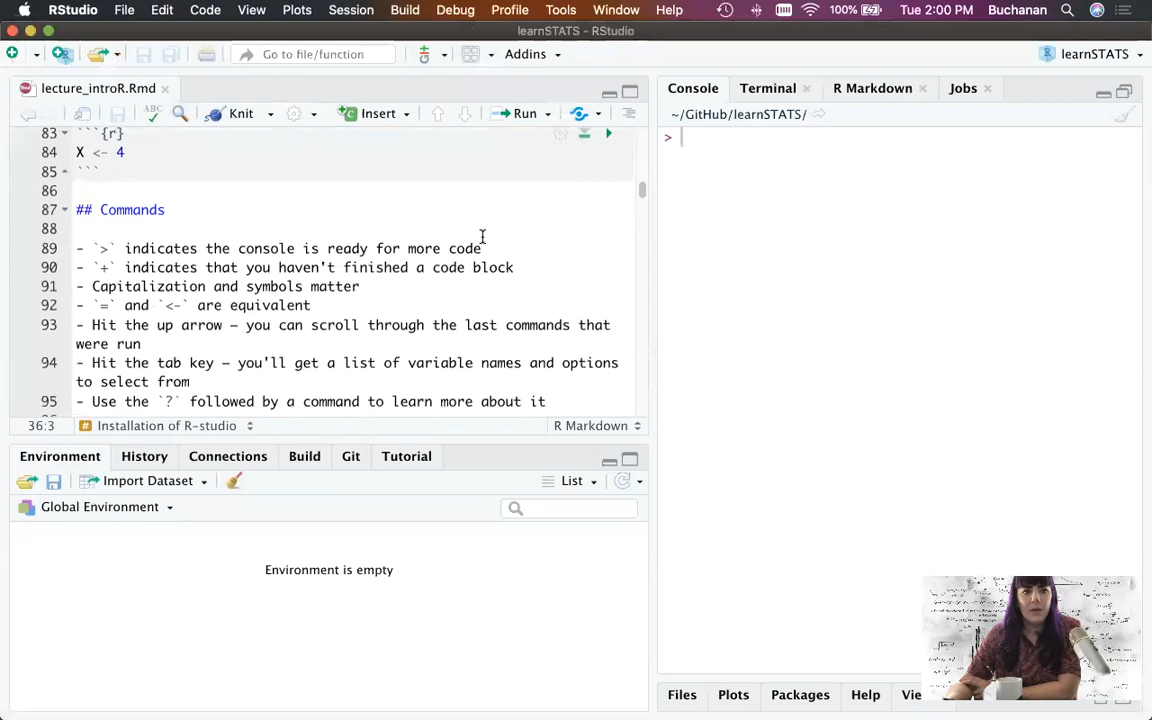 RStudio File Edit Code View Plots Session Build Debug Profile Tools Window Help 100% Tue 2:00 PM Buchanan
learnSTATS - RStudio
Go to file/function Addins learnSTATS
lecture_introR.Rmd
Knit Insert Run
83 ```{r}
84 X <- 4
85 ```
86
87 ## Commands
88
89 - `>` indicates the console is ready for more code
90 - `+` indicates that you haven't finished a code block
91 - Capitalization and symbols matter
92 - `=` and `<-` are equivalent
93 - Hit the up arrow – you can scroll through the last commands that
were run
94 - Hit the tab key – you'll get a list of variable names and options
to select from
95 - Use the `?` followed by a command to learn more about it
36:3 # Installation of R-studio R Markdown
Environment History Connections Build Git Tutorial
Import Dataset List
Global Environment
Environment is empty
Console Terminal R Markdown Jobs
~/GitHub/learnSTATS/
>
Files Plots Packages Help